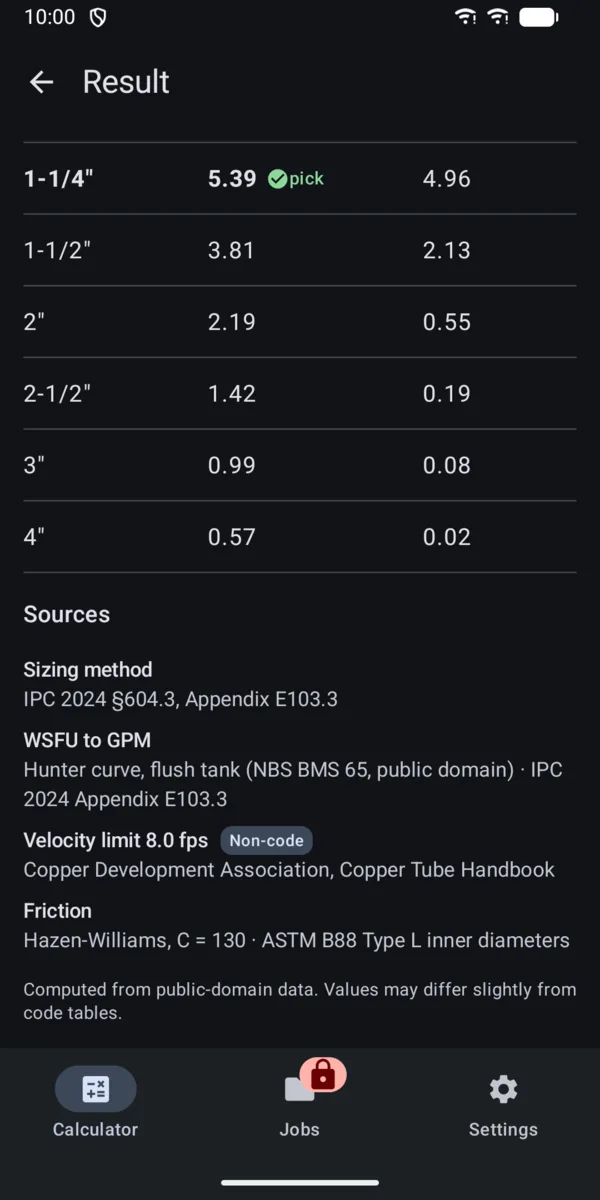 10:00
Result
1-1/4" 5.39 pick 4.96
1-1/2" 3.81 2.13
2" 2.19 0.55
2-1/2" 1.42 0.19
3" 0.99 0.08
4" 0.57 0.02
Sources
Sizing method
IPC 2024 §604.3, Appendix E103.3
WSFU to GPM
Hunter curve, flush tank (NBS BMS 65, public domain) · IPC
2024 Appendix E103.3
Velocity limit 8.0 fps Non-code
Copper Development Association, Copper Tube Handbook
Friction
Hazen-Williams, C = 130 · ASTM B88 Type L inner diameters
Computed from public-domain data. Values may differ slightly from
code tables.
Calculator Jobs Settings